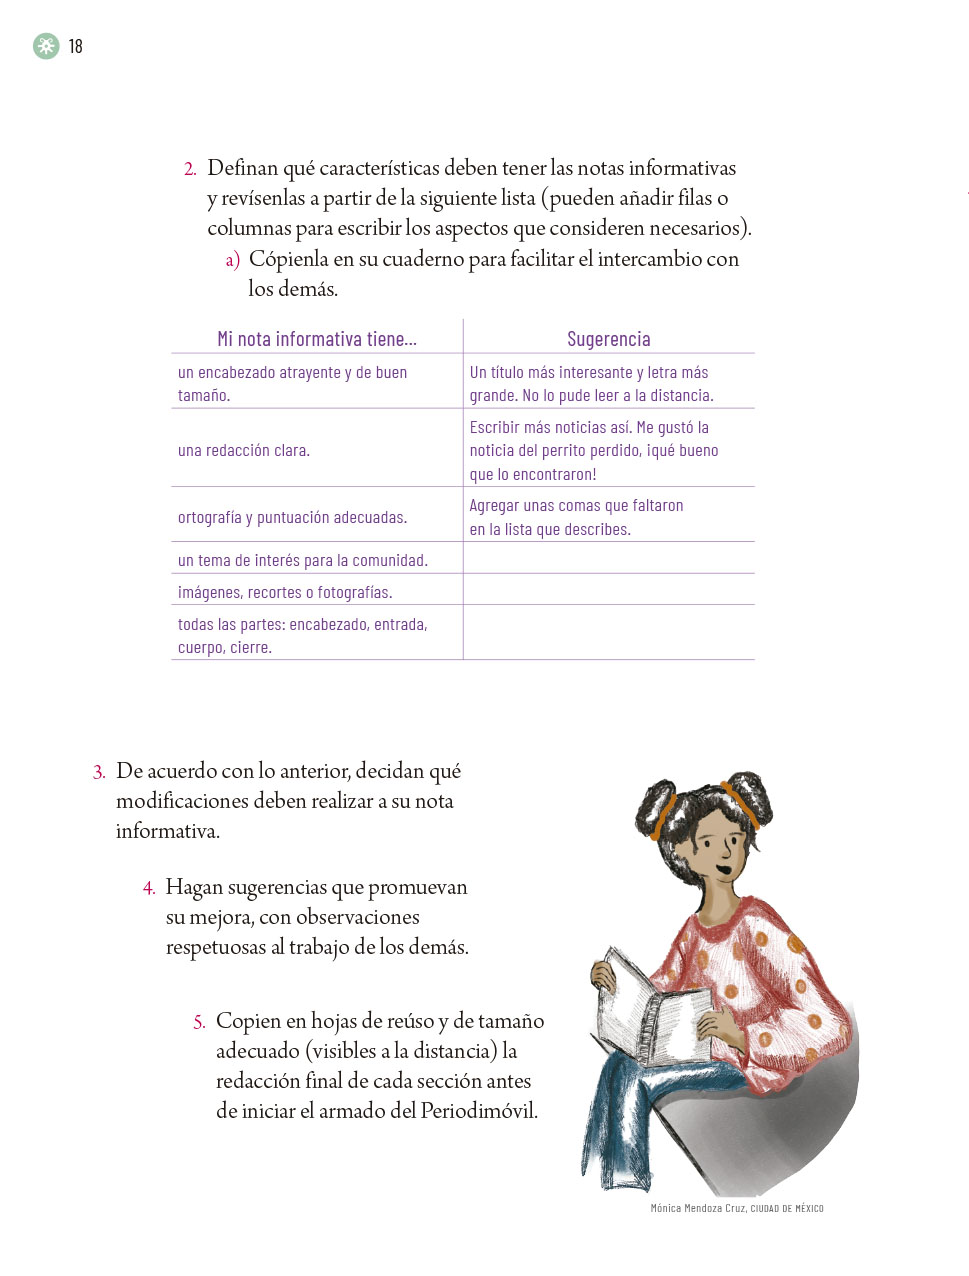 18
2. Definan qué características deben tener las notas informativas
y revísenlas a partir de la siguiente lista (pueden añadir filas o
columnas para escribir los aspectos que consideren necesarios).
a) Cópienla en su cuaderno para facilitar el intercambio con
los demás.
Mi nota informativa tiene... Sugerencia
un encabezado atrayente y de buen
tamaño.
Un título más interesante y letra más
grande. No lo pude leer a la distancia.
una redacción clara.
Escribir más noticias así. Me gustó la
noticia del perrito perdido, ¡qué bueno
que lo encontraron!
ortografía y puntuación adecuadas.
Agregar unas comas que faltaron
en la lista que describes.
un tema de interés para la comunidad.
imágenes, recortes o fotografías.
todas las partes: encabezado, entrada,
cuerpo, cierre.
3. De acuerdo con lo anterior, decidan qué
modificaciones deben realizar a su nota
informativa.
4. Hagan sugerencias que promuevan
su mejora, con observaciones
respetuosas al trabajo de los demás.
5. Copien en hojas de reúso y de tamaño
adecuado (visibles a la distancia) la
redacción final de cada sección antes
de iniciar el armado del Periodimóvil.
Mónica Mendoza Cruz, CIUDAD DE MÉXICO